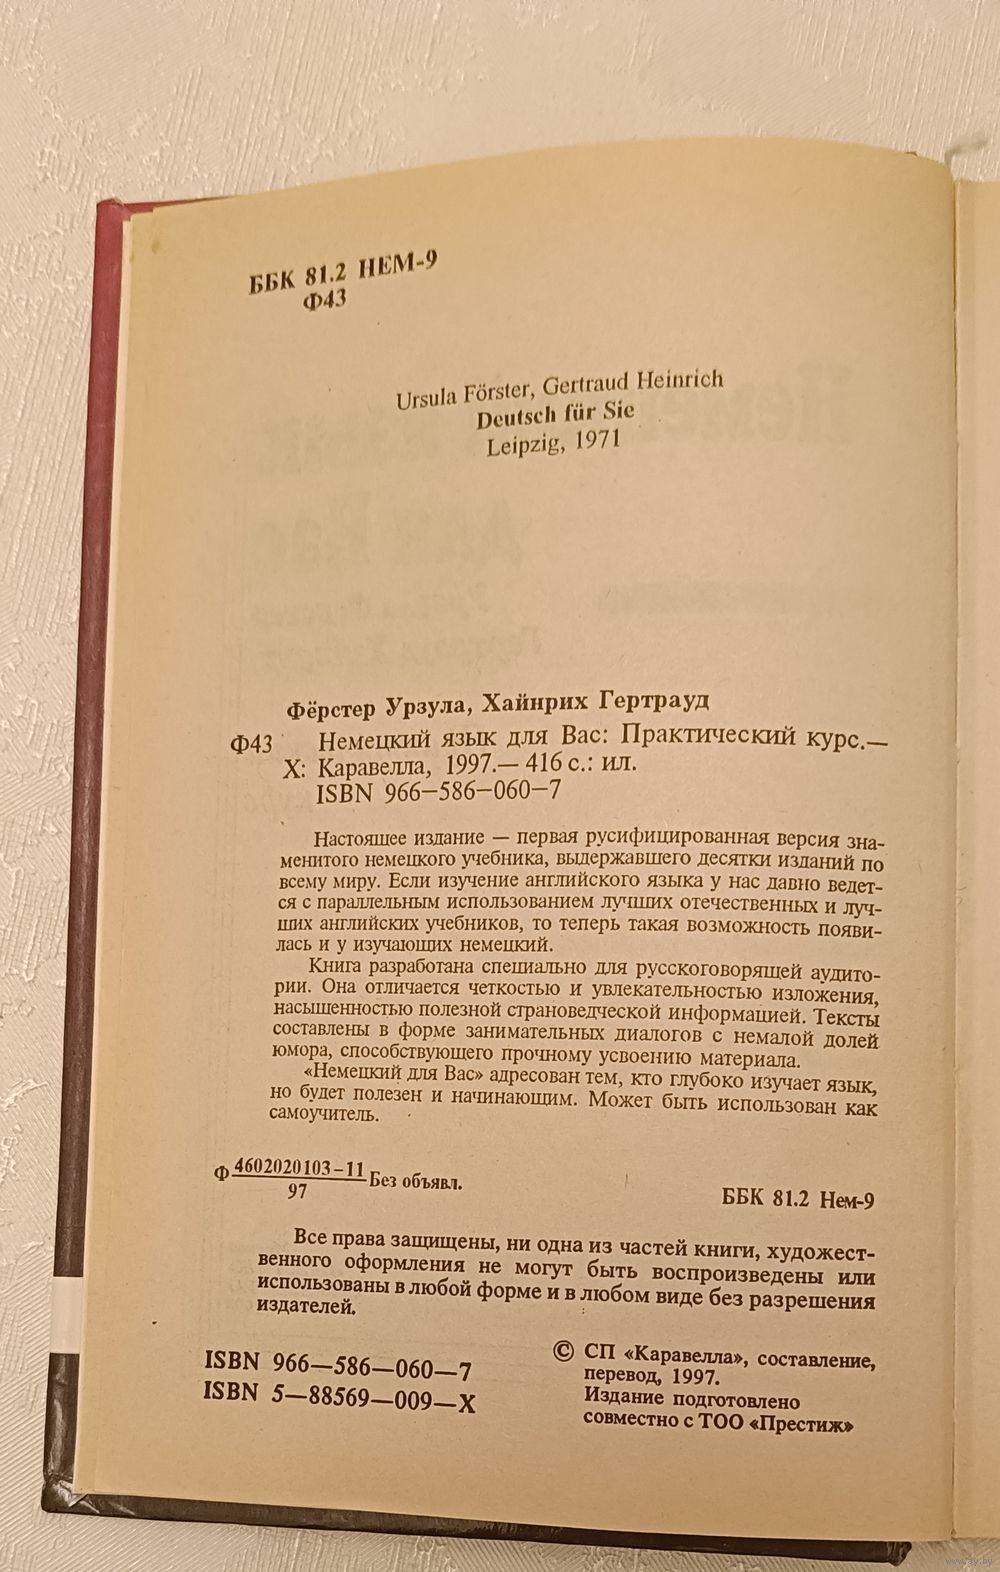 ББК 81.2 НЕМ-9
Ф43
Ursula Förster, Gertraud Heinrich
Deutsch für Sie
Leipzig, 1971
Фёрстер Урзула, Хайнрих Гертрауд
Ф43 Немецкий язык для Вас: Практический курс.—
Х: Каравелла, 1997.— 416 с.: ил.
ISBN 966—586—060—7
Настоящее издание — первая русифицированная версия зна-
менитого немецкого учебника, выдержавшего десятки изданий по
всему миру. Если изучение английского языка у нас давно ведет-
ся с параллельным использованием лучших отечественных и луч-
ших английских учебников, то теперь такая возможность появи-
лась и у изучающих немецкий.
Книга разработана специально для русскоговорящей аудито-
рии. Она отличается четкостью и увлекательностью изложения,
насыщенностью полезной страноведческой информацией. Тексты
составлены в форме занимательных диалогов с немалой долей
юмора, способствующего прочному усвоению материала.
«Немецкий для Вас» адресован тем, кто глубоко изучает язык,
но будет полезен и начинающим. Может быть использован как
самоучитель.
Ф 4602020103-11 Без объявл.
97
ББК 81.2 Нем-9
Все права защищены, ни одна из частей книги, художест-
венного оформления не могут быть воспроизведены или
использованы в любой форме и в любом виде без разрешения
издателей.
ISBN 966—586—060—7
ISBN 5—88569—009—X
© СП «Каравелла», составление,
перевод, 1997.
Издание подготовлено
совместно с ТОО «Престиж»
www.ay.by